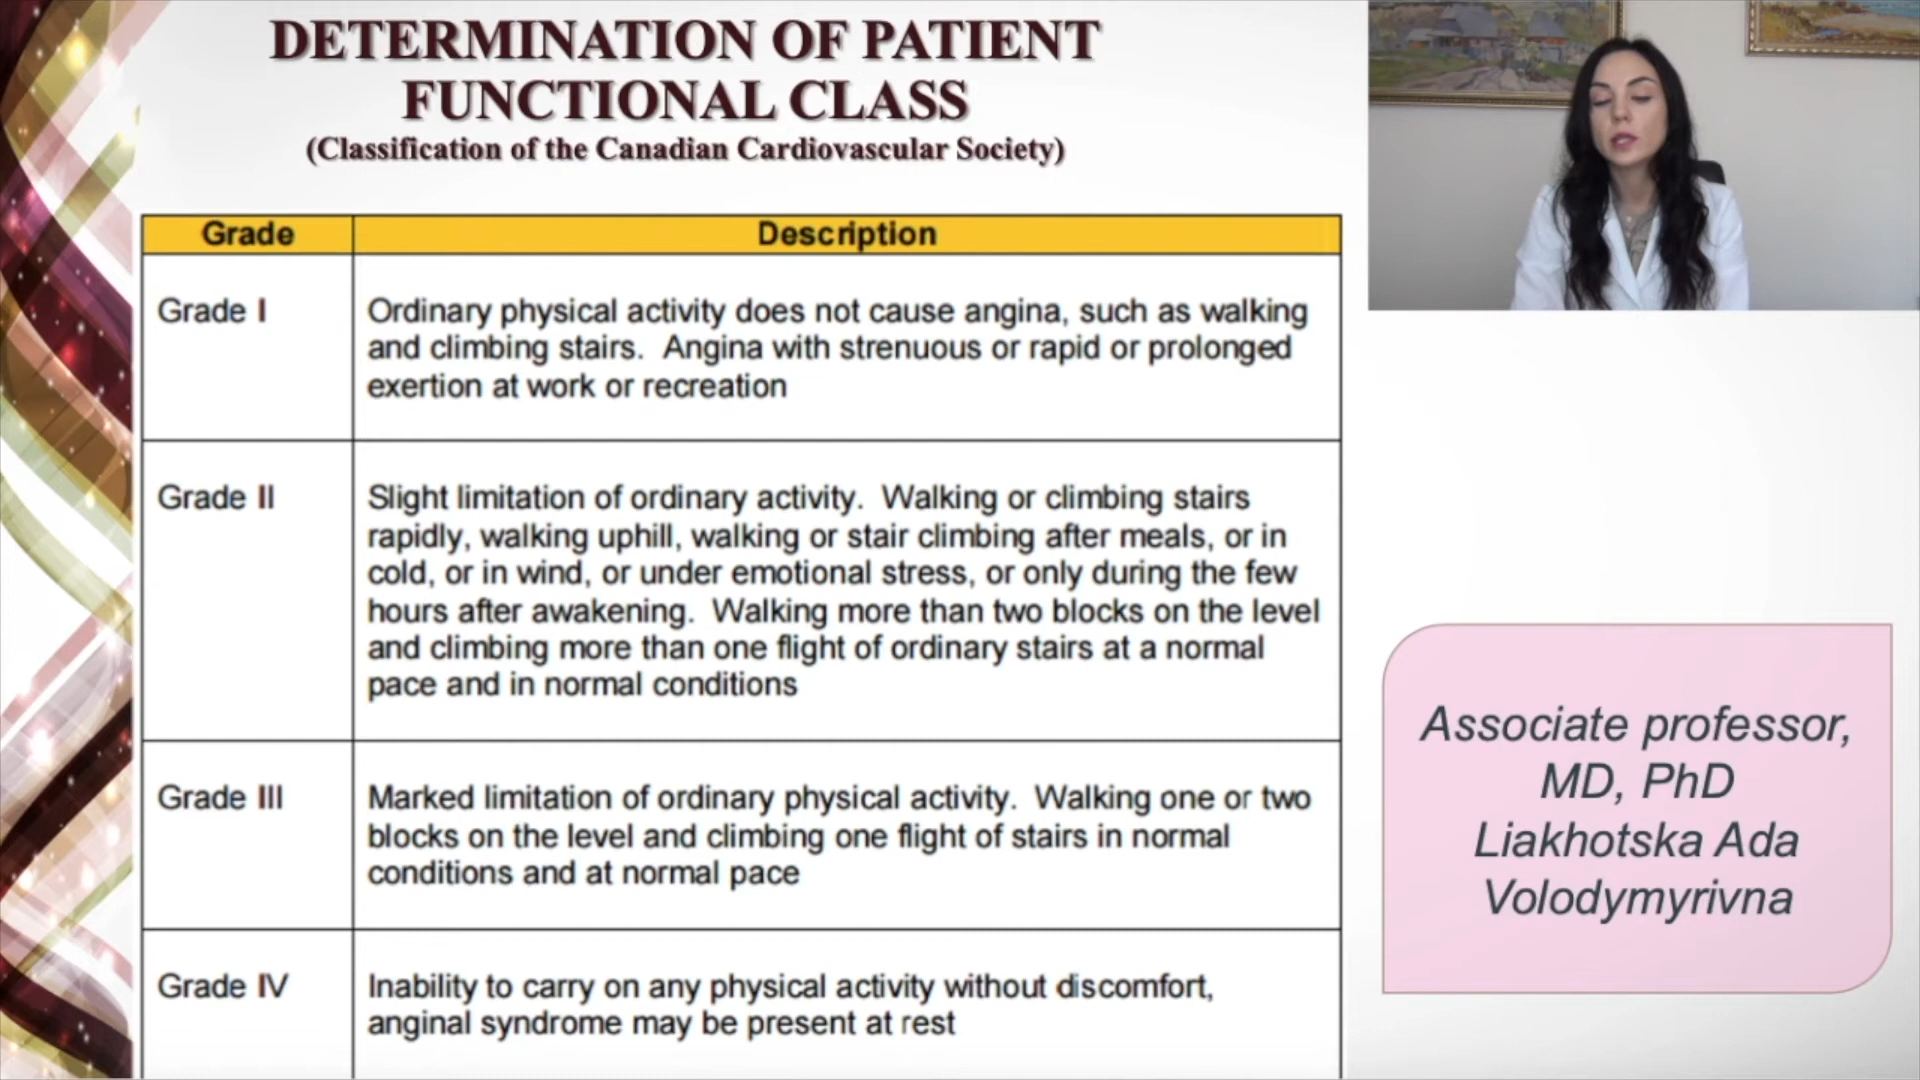 DETERMINATION OF PATIENT
FUNCTIONAL CLASS
(Classification of the Canadian Cardiovascular Society)
Grade
Description
Grade I
Ordinary physical activity does not cause angina, such as walking
and climbing stairs. Angina with strenuous or rapid or prolonged
exertion at work or recreation
Grade II
Slight limitation of ordinary activity. Walking or climbing stairs
rapidly, walking uphill, walking or stair climbing after meals, or in
cold, or in wind, or under emotional stress, or only during the few
hours after awakening. Walking more than two blocks on the level
and climbing more than one flight of ordinary stairs at a normal
pace and in normal conditions
Grade III
Marked limitation of ordinary physical activity. Walking one or two
blocks on the level and climbing one flight of stairs in normal
conditions and at normal pace
Grade IV
Inability to carry on any physical activity without discomfort,
anginal syndrome may be present at rest
Associate professor,
MD, PhD
Liakhotska Ada
Volodymyrivna